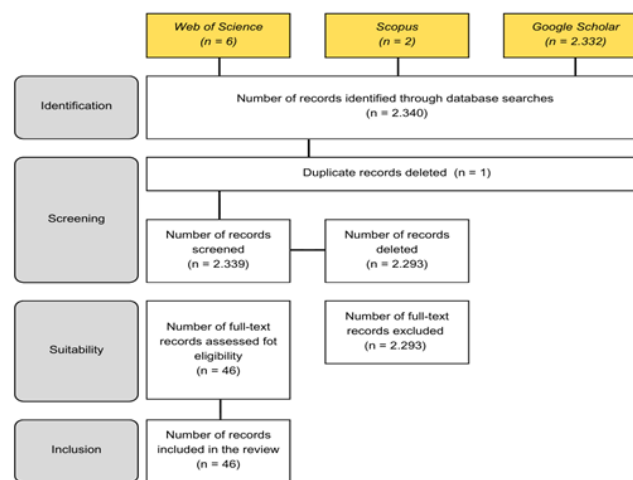 Web of Science
(n = 6)
Scopus
(n = 2)
Google Scholar
(n = 2.332)
Identification
Number of records identified through database searches
(n = 2.340)
Duplicate records deleted (n = 1)
Screening
Number of records
screened
(n = 2.339)
Number of records
deleted
(n = 2.293)
Suitability
Number of full-text
records assessed fot
eligibility
(n = 46)
Number of full-text
records excluded
(n = 2.293)
Inclusion
Number of records
included in the review
(n = 46)